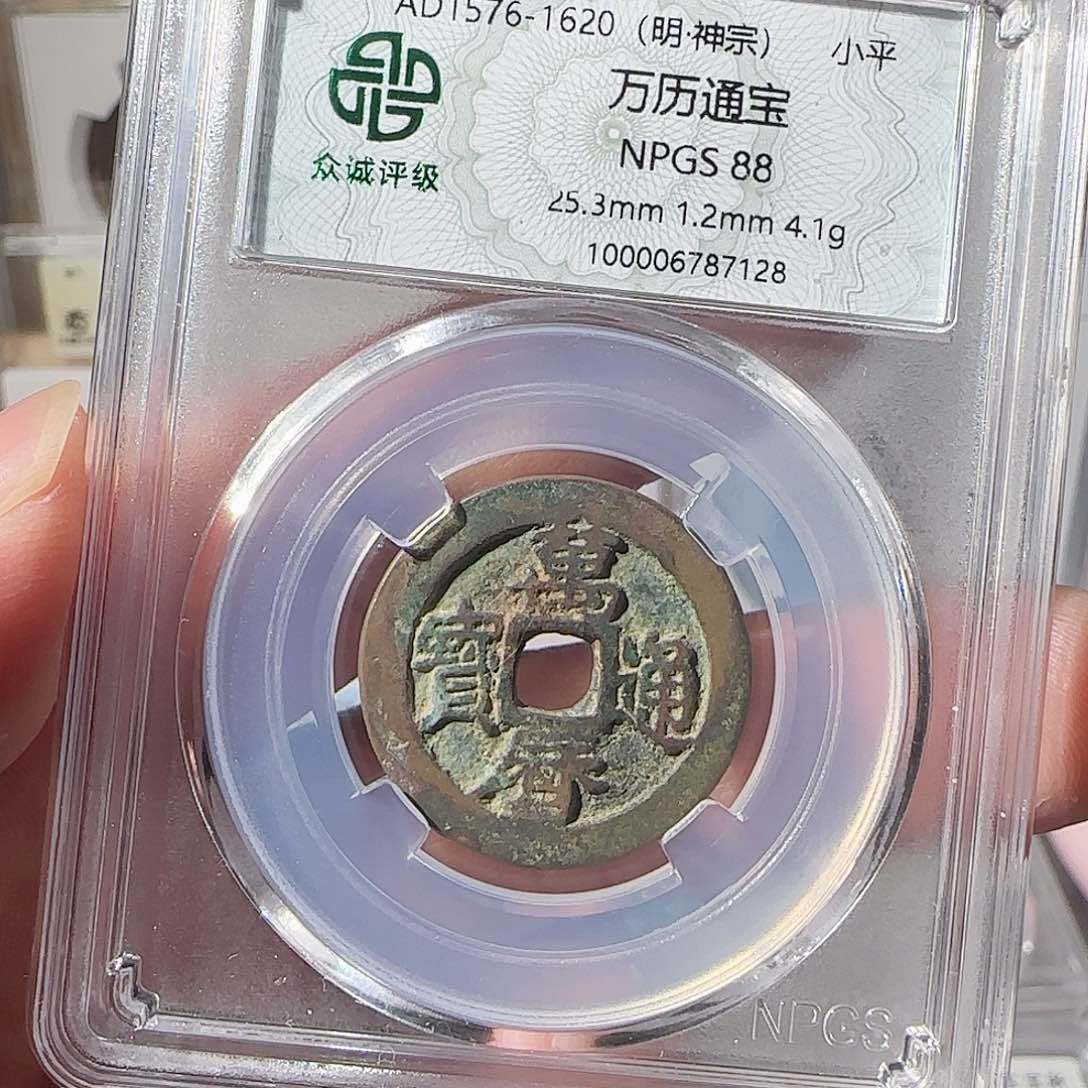 AD1576-1620（明·神宗） 小平
万历通宝
NPGS 88
25.3mm 1.2mm 4.1g
100006787128
众诚评级
萬曆通寶
NPGS